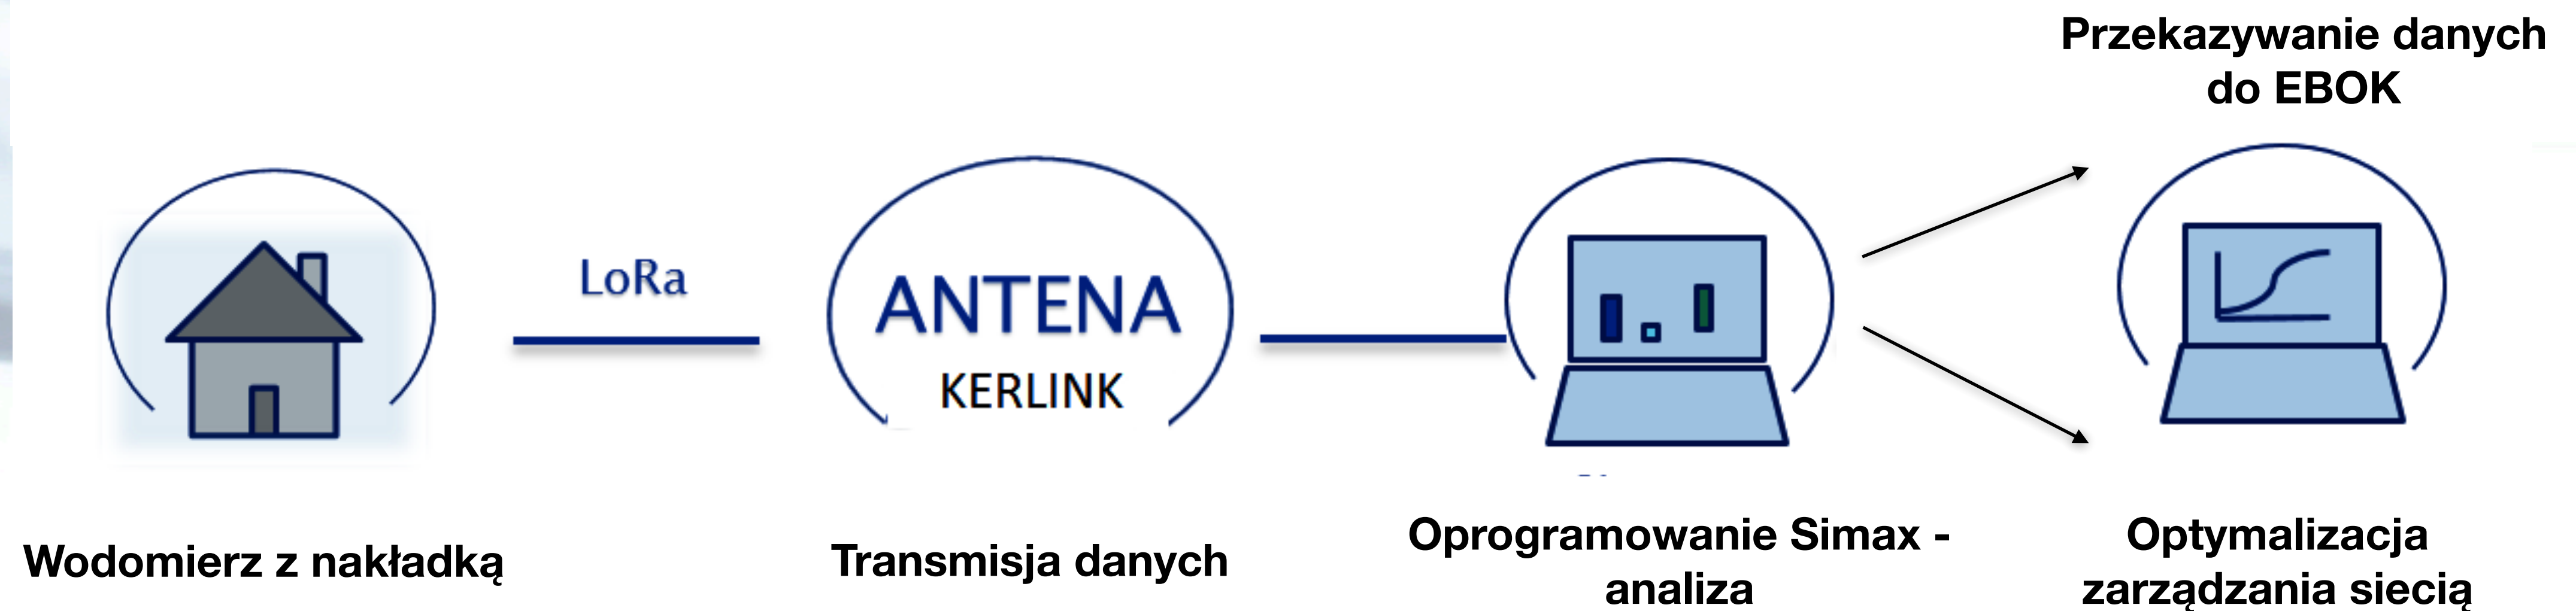 Przekazywanie danych
do EBOK
LoRa
ANTENA
KERLINK
Wodomierz z nakładką
Transmisja danych
Oprogramowanie Simax -
analiza
Optymalizacja
zarządzania siecią